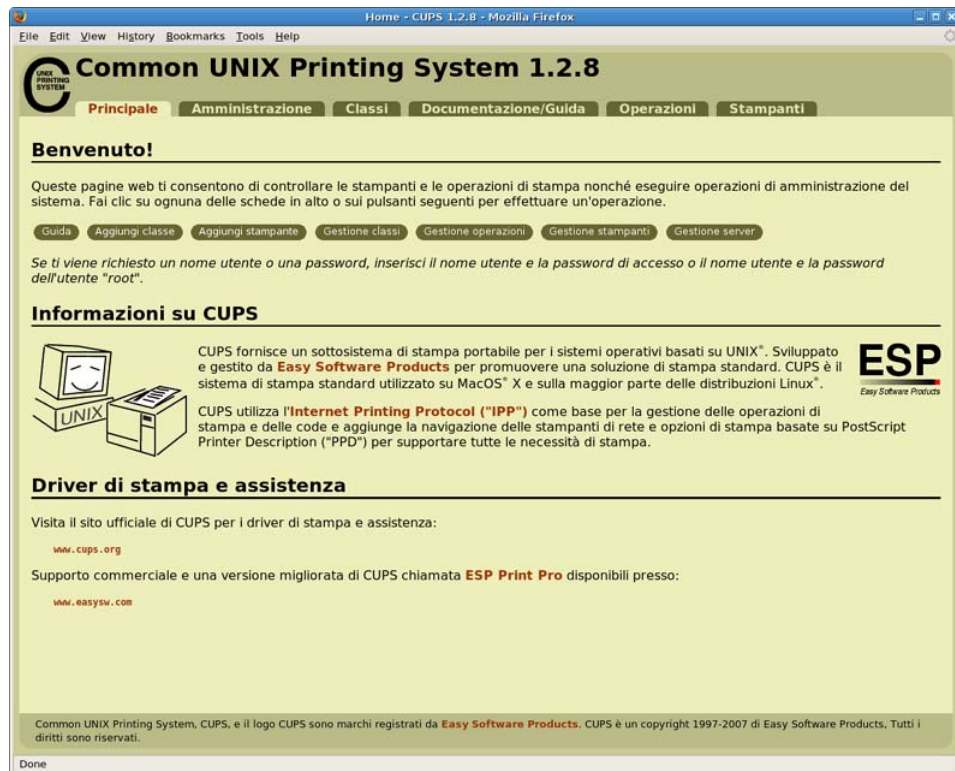 Home - CUPS 1.2.8 - Mozilla Firefox
File Edit View History Bookmarks Tools Help
UNIX
PRINTING
SYSTEM
Common UNIX Printing System 1.2.8
Principale Amministrazione Classi Documentazione/Guida Operazioni Stampanti
Benvenuto!
Queste pagine web ti consentono di controllare le stampanti e le operazioni di stampa nonché eseguire operazioni di amministrazione del
sistema. Fai clic su ognuna delle schede in alto o sui pulsanti seguenti per effettuare un'operazione.
Guida Aggiungi classe Aggiungi stampante Gestione classi Gestione operazioni Gestione stampanti Gestione server
Se ti viene richiesto un nome utente o una password, inserisci il nome utente e la password di accesso o il nome utente e la password
dell'utente "root".
Informazioni su CUPS
UNIX
CUPS fornisce un sottosistema di stampa portabile per i sistemi operativi basati su UNIX®. Sviluppato
e gestito da Easy Software Products per promuovere una soluzione di stampa standard. CUPS è il
sistema di stampa standard utilizzato su MacOS® X e sulla maggior parte delle distribuzioni Linux®.
ESP
Easy Software Products
CUPS utilizza l'Internet Printing Protocol ("IPP") come base per la gestione delle operazioni di
stampa e delle code e aggiunge la navigazione delle stampanti di rete e opzioni di stampa basate su PostScript
Printer Description ("PPD") per supportare tutte le necessità di stampa.
Driver di stampa e assistenza
Visita il sito ufficiale di CUPS per i driver di stampa e assistenza:
www.cups.org
Supporto commerciale e una versione migliorata di CUPS chiamata ESP Print Pro disponibili presso:
www.easysw.com
Common UNIX Printing System, CUPS, e il logo CUPS sono marchi registrati da Easy Software Products. CUPS è un copyright 1997-2007 di Easy Software Products, Tutti i
diritti sono riservati.
Done